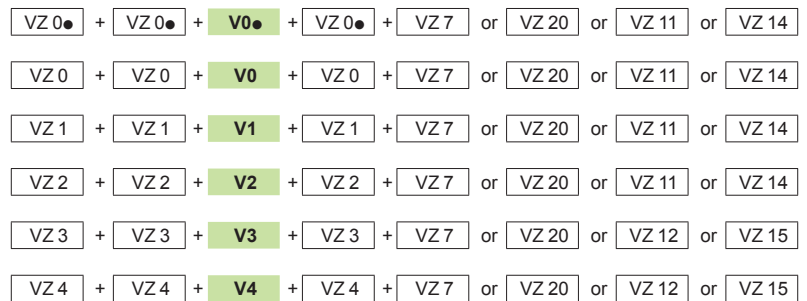 VZ 0● + VZ 0● + V0● + VZ 0● + VZ 7 or VZ 20 or VZ 11 or VZ 14
VZ 0 + VZ 0 + V0 + VZ 0 + VZ 7 or VZ 20 or VZ 11 or VZ 14
VZ 1 + VZ 1 + V1 + VZ 1 + VZ 7 or VZ 20 or VZ 11 or VZ 14
VZ 2 + VZ 2 + V2 + VZ 2 + VZ 7 or VZ 20 or VZ 11 or VZ 14
VZ 3 + VZ 3 + V3 + VZ 3 + VZ 7 or VZ 20 or VZ 12 or VZ 15
VZ 4 + VZ 4 + V4 + VZ 4 + VZ 7 or VZ 20 or VZ 12 or VZ 15